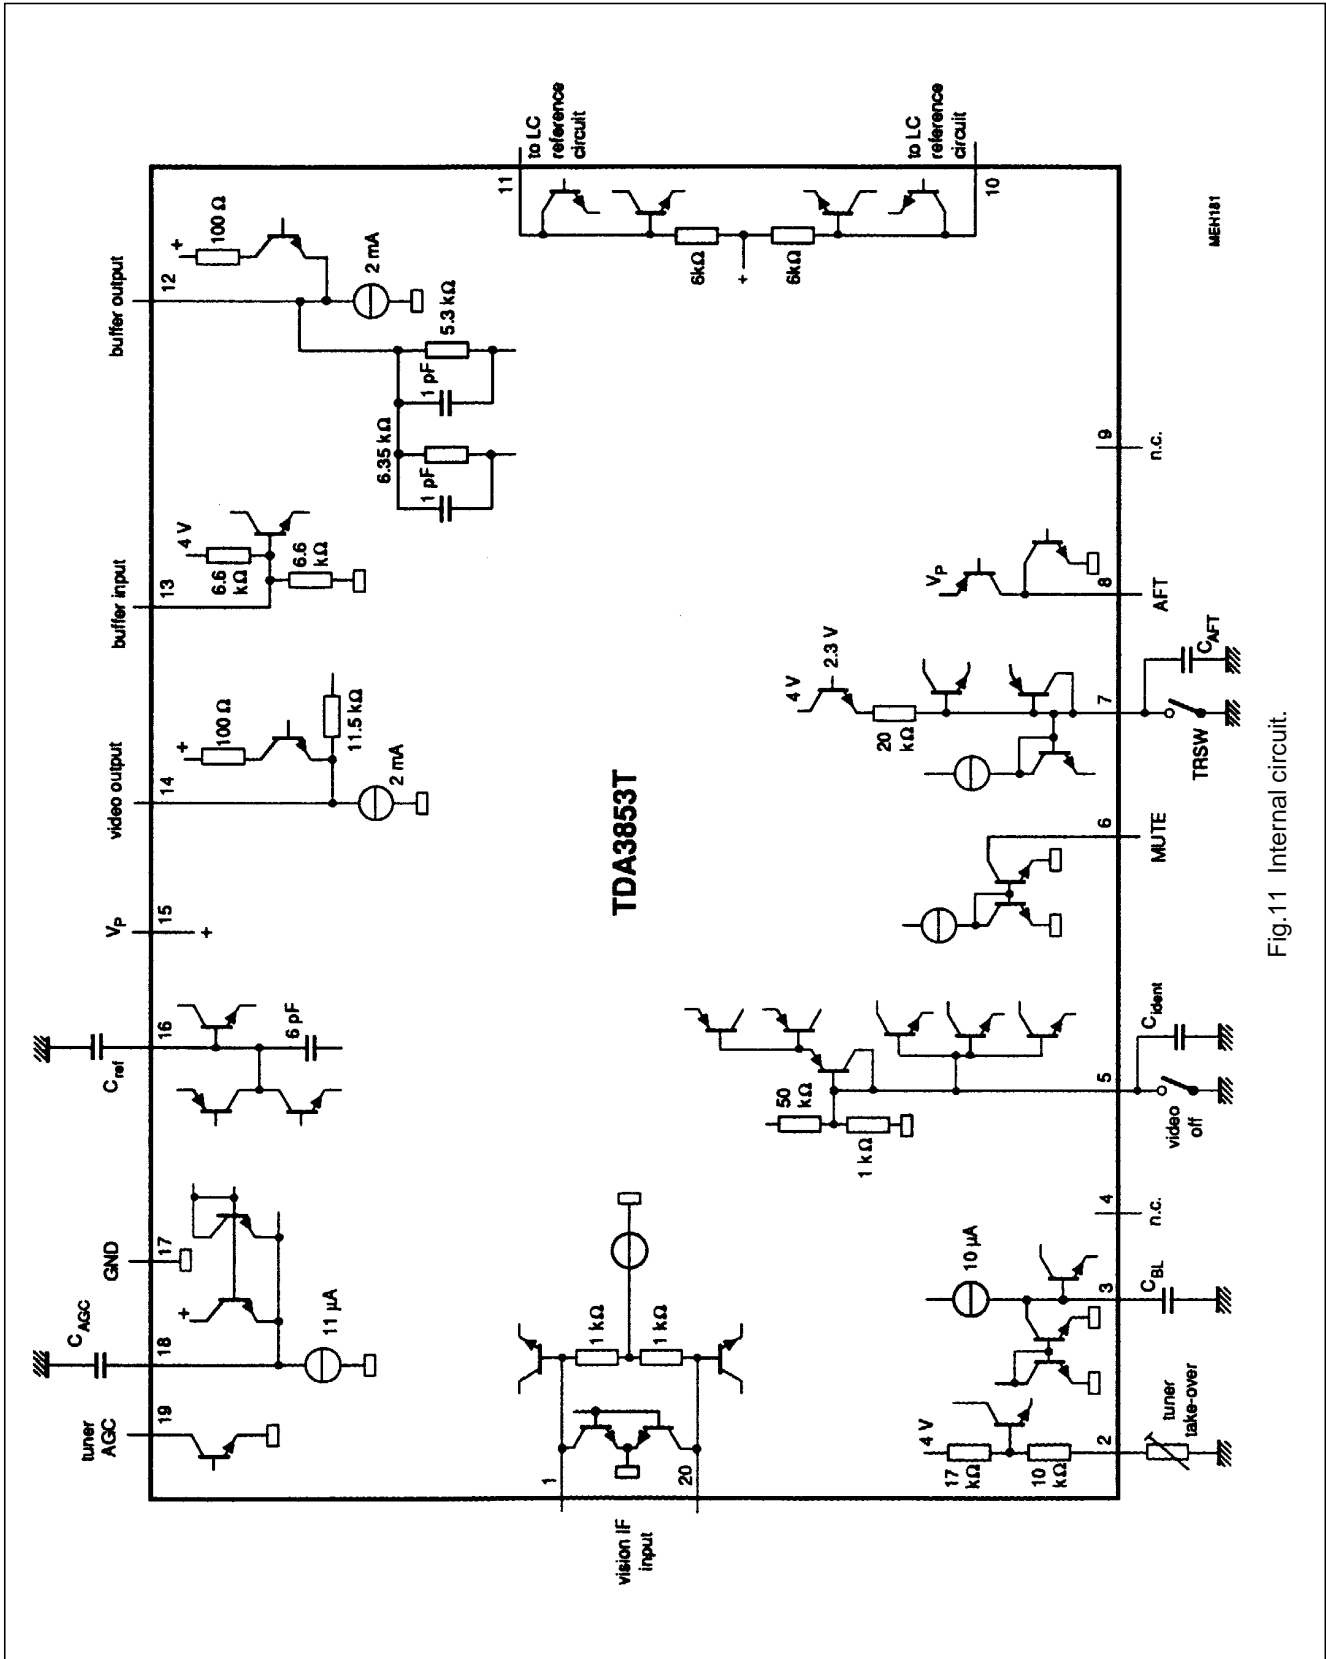 tuner
AGC
19
C AGC
18
GND
17
C ref
16
VP
15
video output
14
buffer input
13
buffer output
12
+
11 µA
6 pF
+
+
100 Ω
11.5 kΩ
2 mA
4 V
6.6
kΩ
6.6
kΩ
+
100 Ω
2 mA
5.3 kΩ
1 pF
6.35 kΩ
1 pF
vision IF
input
1
20
1 kΩ
1 kΩ
TDA3853T
11
to LC
reference
circuit
6kΩ
+
6kΩ
10
to LC
reference
circuit
4 V
17
kΩ
10
kΩ
2
tuner
take-over
10 µA
3
CBL
4
n.c.
50
kΩ
1 kΩ
5
video
off
Cident
6
MUTE
4 V
2.3 V
20
kΩ
7
TRSW
CAFT
VP
8
AFT
9
n.c.
MEH181
Fig.11 Internal circuit.